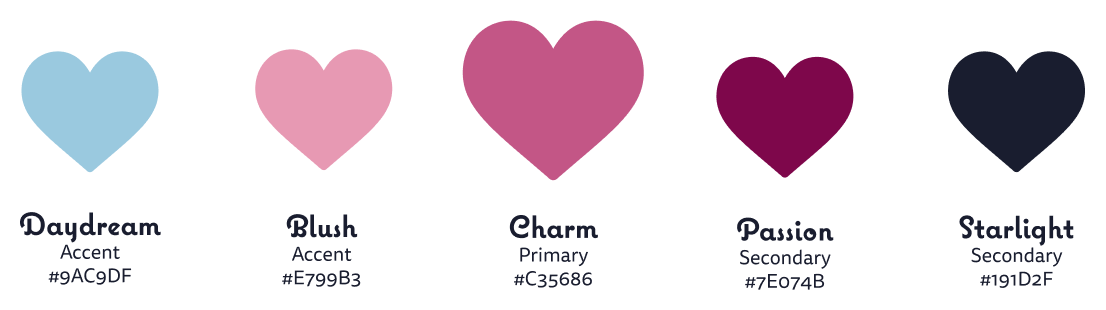 Daydream
Accent
#9AC9DF
Blush
Accent
#E799B3
Charm
Primary
#C35686
Passion
Secondary
#7E074B
Starlight
Secondary
#191D2F